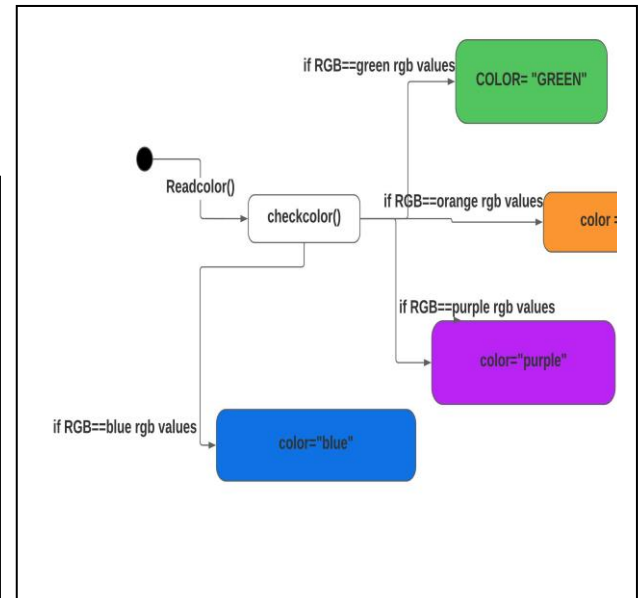 if RGB==green rgb values
COLOR= "GREEN"
Readcolor()
checkcolor()
if RGB==orange rgb values
color =
if RGB==purple rgb values
color="purple"
if RGB==blue rgb values
color="blue"